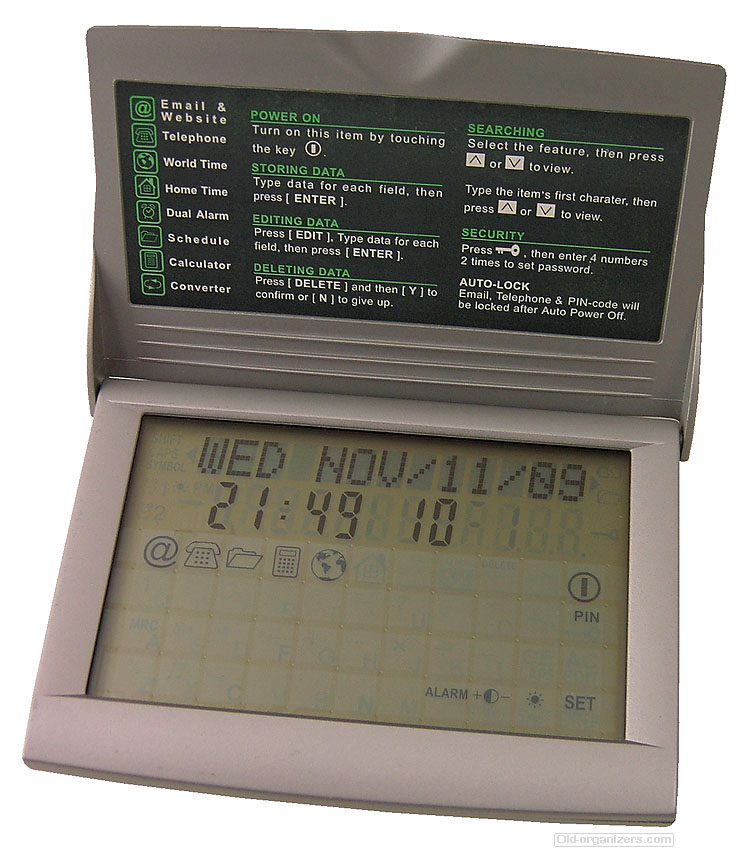 @ Email &
Website
Telephone
World Time
Home Time
Dual Alarm
Schedule
Calculator
Converter
POWER ON
Turn on this item by touching
the key .
STORING DATA
Type data for each field, then
press [ ENTER ].
EDITING DATA
Press [ EDIT ], Type data for each
field, then press [ ENTER ].
DELETING DATA
Press [ DELETE ] and then [ Y ] to
confirm or [ N ] to give up.
SEARCHING
Select the feature, then press
or to view.
Type the item's first charater, then
press or to view.
SECURITY
Press , then enter 4 numbers
2 times to set password.
AUTO-LOCK
Email, Telephone & PIN-code will
be locked after Auto Power Off.
SHIFT
CAPS
SYMBOL
WED NOV/11/09
21:49 10
@
DELETE
PIN
MRC
ALARM + - SET
Old-organizers.com